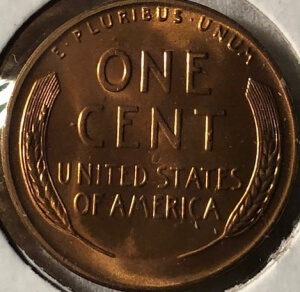 E·PLURIBUS·UNUM
ONE
CENT
UNITED STATES
OF AMERICA